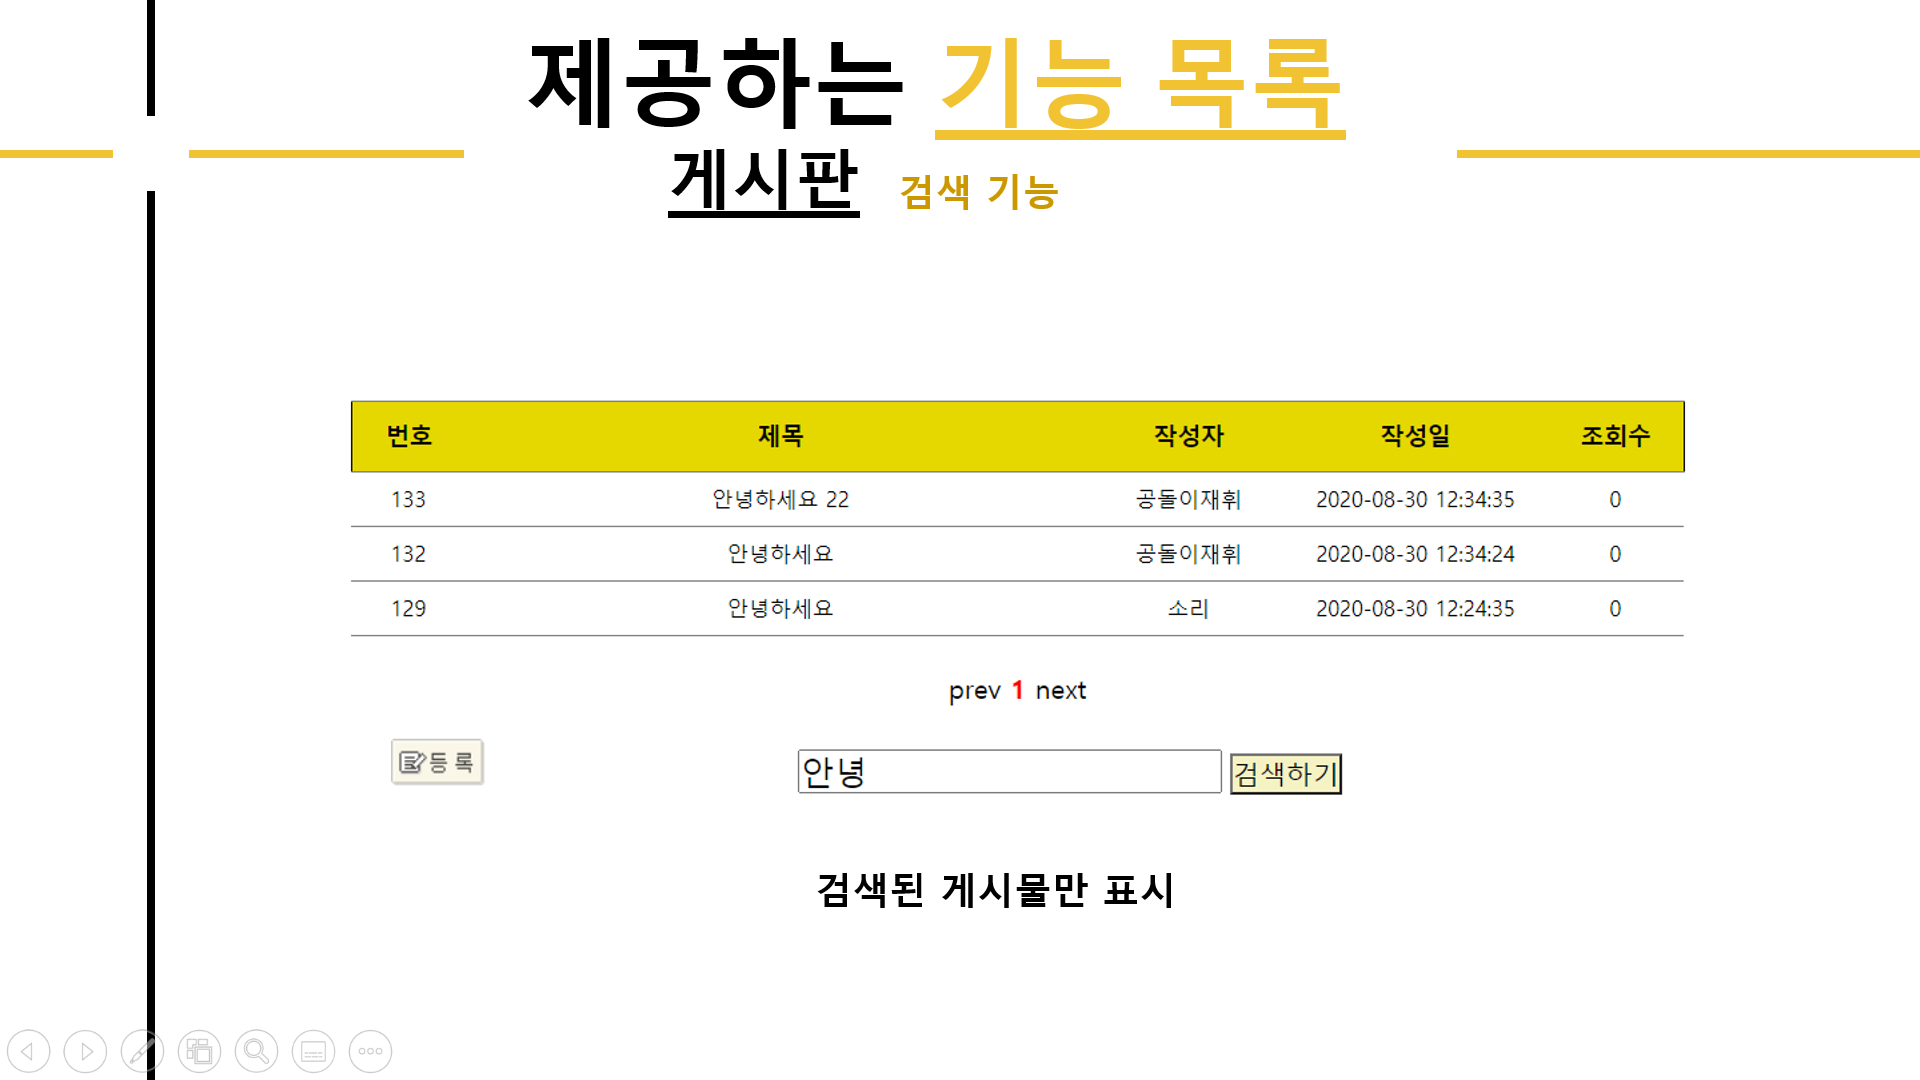 제공하는 기능 목록
게시판 검색 기능
번호 제목 작성자 작성일 조회수
133 안녕하세요 22 공돌이재휘 2020-08-30 12:34:35 0
132 안녕하세요 공돌이재휘 2020-08-30 12:34:24 0
129 안녕하세요 소리 2020-08-30 12:24:35 0
prev 1 next
등 록 안녕 검색하기
검색된 게시물만 표시